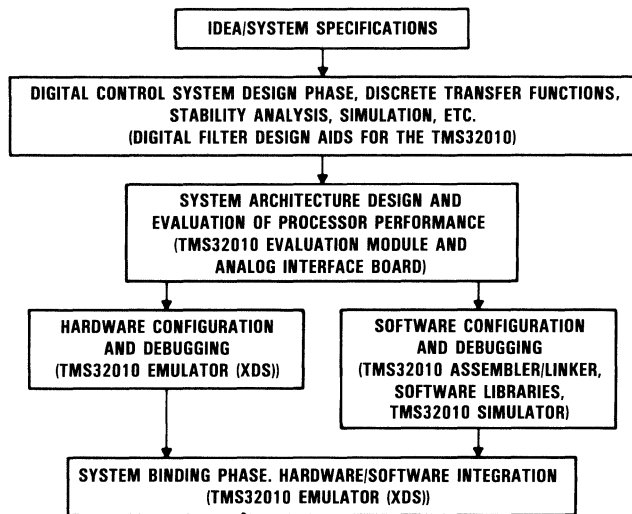 IDEA/SYSTEM SPECIFICATIONS
DIGITAL CONTROL SYSTEM DESIGN PHASE, DISCRETE TRANSFER FUNCTIONS,
STABILITY ANALYSIS, SIMULATION, ETC.
(DIGITAL FILTER DESIGN AIDS FOR THE TMS32010)
SYSTEM ARCHITECTURE DESIGN AND
EVALUATION OF PROCESSOR PERFORMANCE
(TMS32010 EVALUATION MODULE AND
ANALOG INTERFACE BOARD)
HARDWARE CONFIGURATION
AND DEBUGGING
(TMS32010 EMULATOR (XDS))
SOFTWARE CONFIGURATION
AND DEBUGGING
(TMS32010 ASSEMBLER/LINKER,
SOFTWARE LIBRARIES,
TMS32010 SIMULATOR)
SYSTEM BINDING PHASE. HARDWARE/SOFTWARE INTEGRATION
(TMS32010 EMULATOR (XDS))